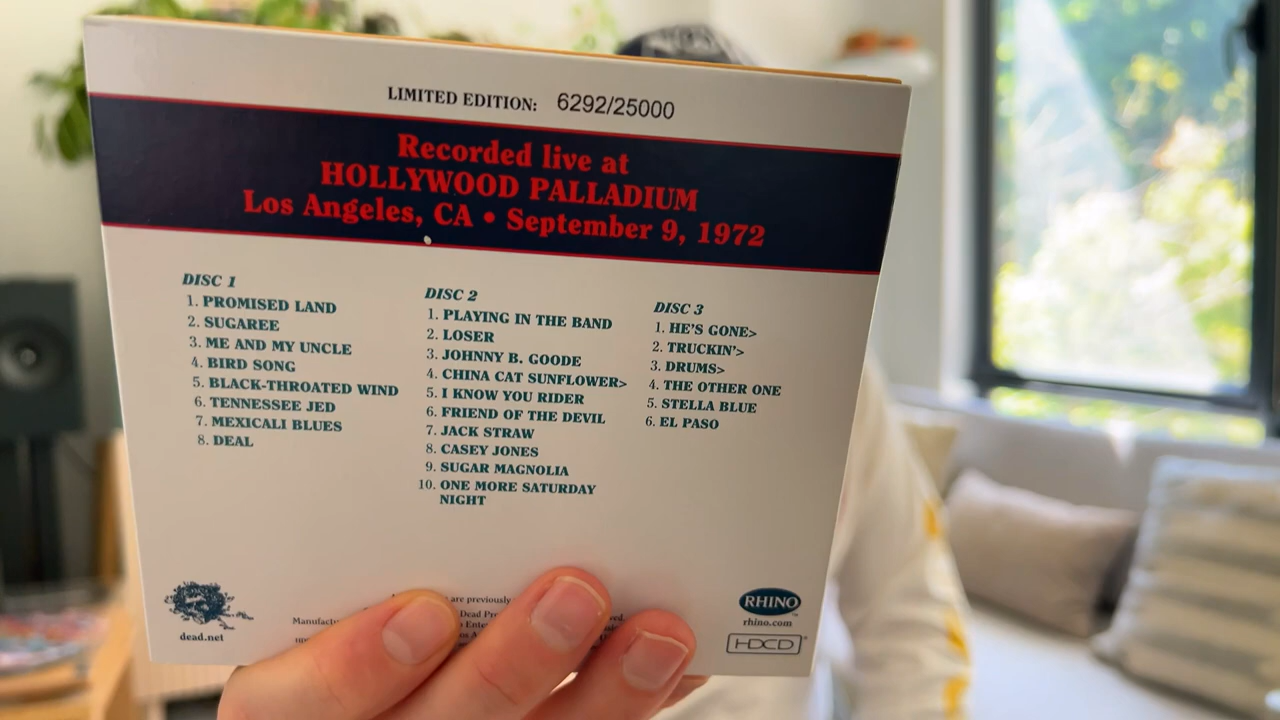 LIMITED EDITION: 6292/25000
Recorded live at
HOLLYWOOD PALLADIUM
Los Angeles, CA • September 9, 1972
DISC 1
1. PROMISED LAND
2. SUGAREE
3. ME AND MY UNCLE
4. BIRD SONG
5. BLACK-THROATED WIND
6. TENNESSEE JED
7. MEXICALI BLUES
8. DEAL
DISC 2
1. PLAYING IN THE BAND
2. LOSER
3. JOHNNY B. GOODE
4. CHINA CAT SUNFLOWER>
5. I KNOW YOU RIDER
6. FRIEND OF THE DEVIL
7. JACK STRAW
8. CASEY JONES
9. SUGAR MAGNOLIA
10. ONE MORE SATURDAY
NIGHT
DISC 3
1. HE'S GONE>
2. TRUCKIN'>
3. DRUMS>
4. THE OTHER ONE
5. STELLA BLUE
6. EL PASO
are previously
Dead
dead.net
RHINO
rhino.com
HDCD